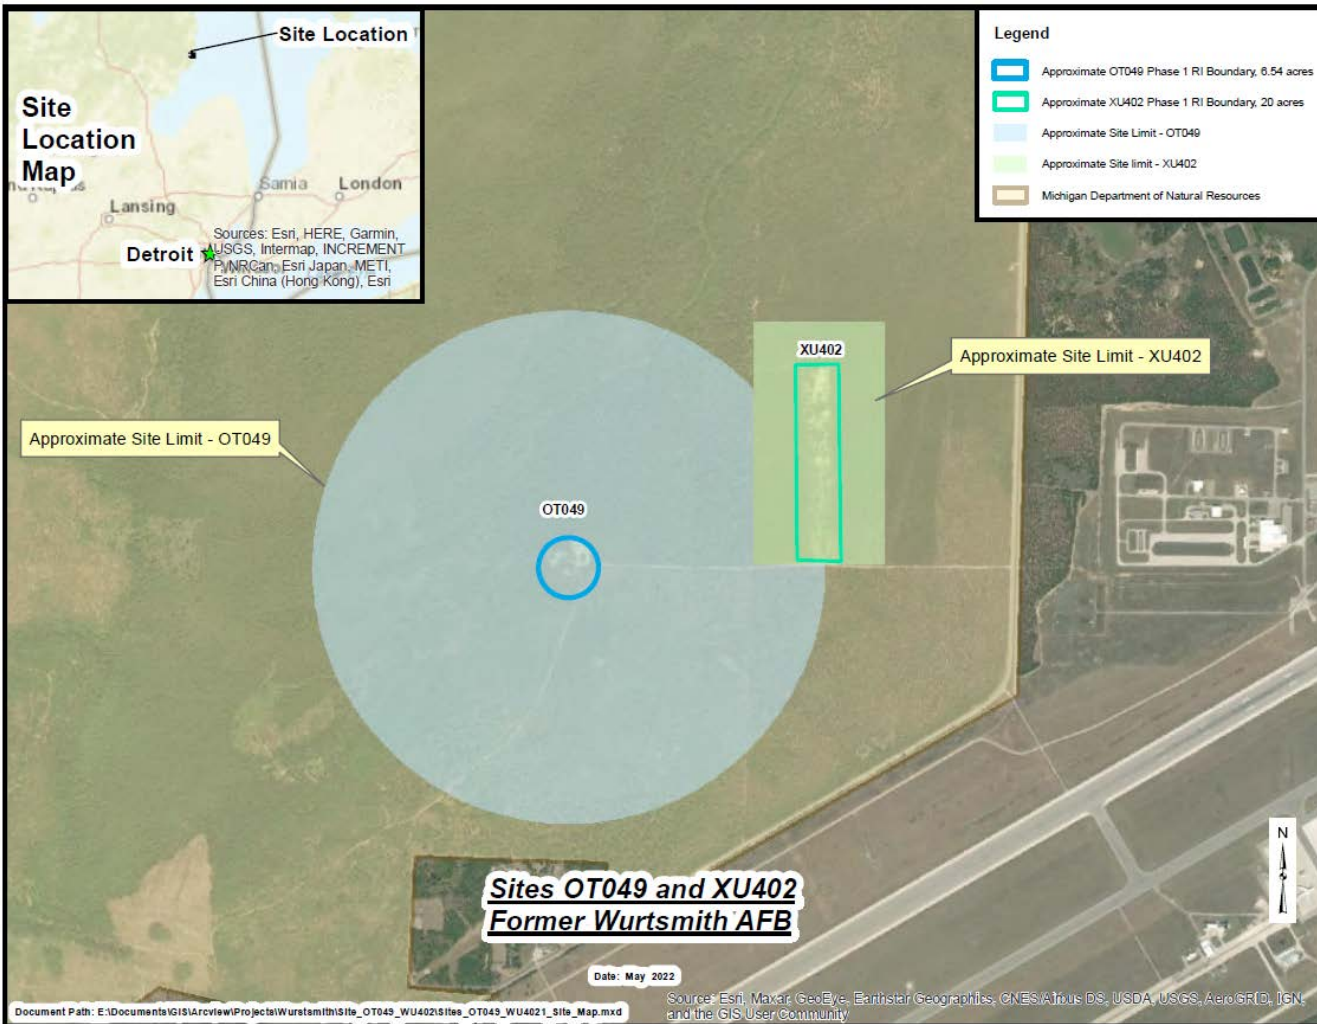 Site Location
Site
Location
Map
Lansing
Sarnia
London
Detroit
Sources: Esri, HERE, Garmin,
USGS, Intermap, INCREMENT
P, NRCan, Esri Japan, METI,
Esri China (Hong Kong), Esri
Legend
Approximate OT049 Phase 1 RI Boundary, 6.54 acres
Approximate XU402 Phase 1 RI Boundary, 20 acres
Approximate Site Limit - OT049
Approximate Site limit - XU402
Michigan Department of Natural Resources
XU402
Approximate Site Limit - XU402
Approximate Site Limit - OT049
OT049
N
Sites OT049 and XU402
Former Wurtsmith AFB
Date: May 2022
Source: Esri, Maxar, GeoEye, Earthstar Geographics, CNES/Airbus DS, USDA, USGS, AeroGRID, IGN,
and the GIS User Community
Document Path: E:\Documents\GIS\Arcview\Projects\Wurstsmith\Site_OT049_WU402\Sites_OT049_WU4021_Site_Map.mxd